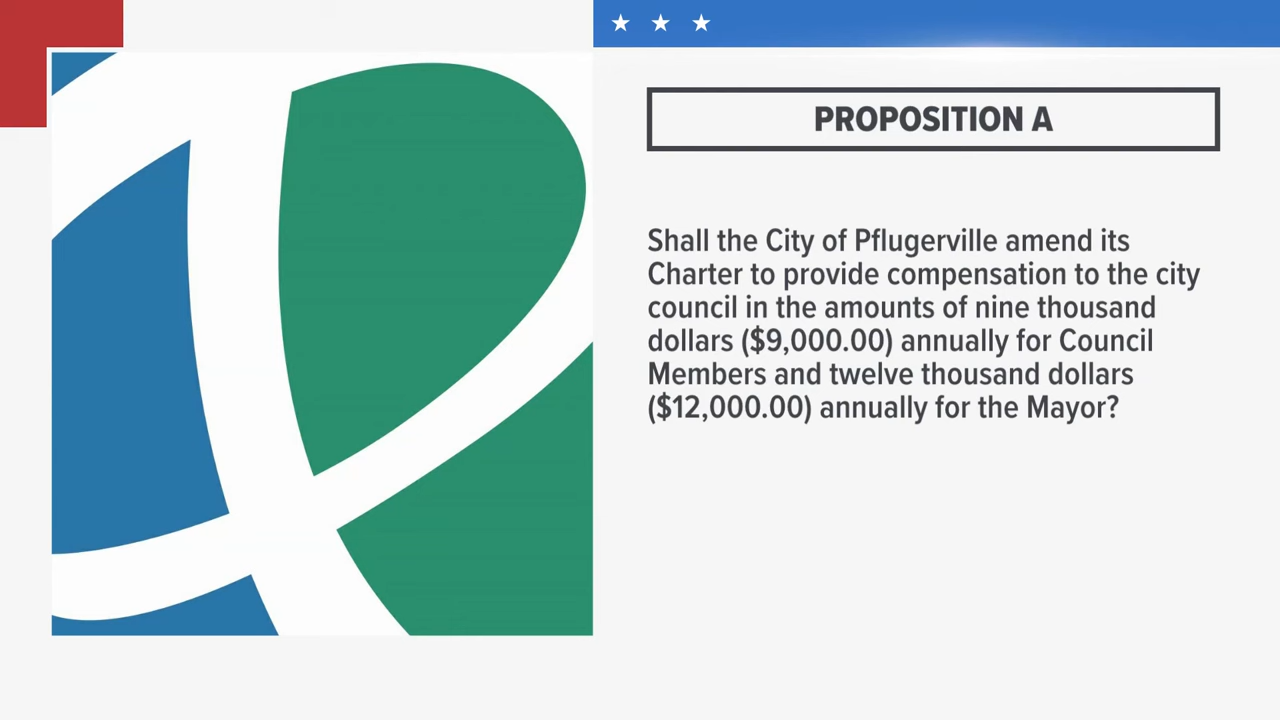 PROPOSITION A
Shall the City of Pflugerville amend its
Charter to provide compensation to the city
council in the amounts of nine thousand
dollars ($9,000.00) annually for Council
Members and twelve thousand dollars
($12,000.00) annually for the Mayor?